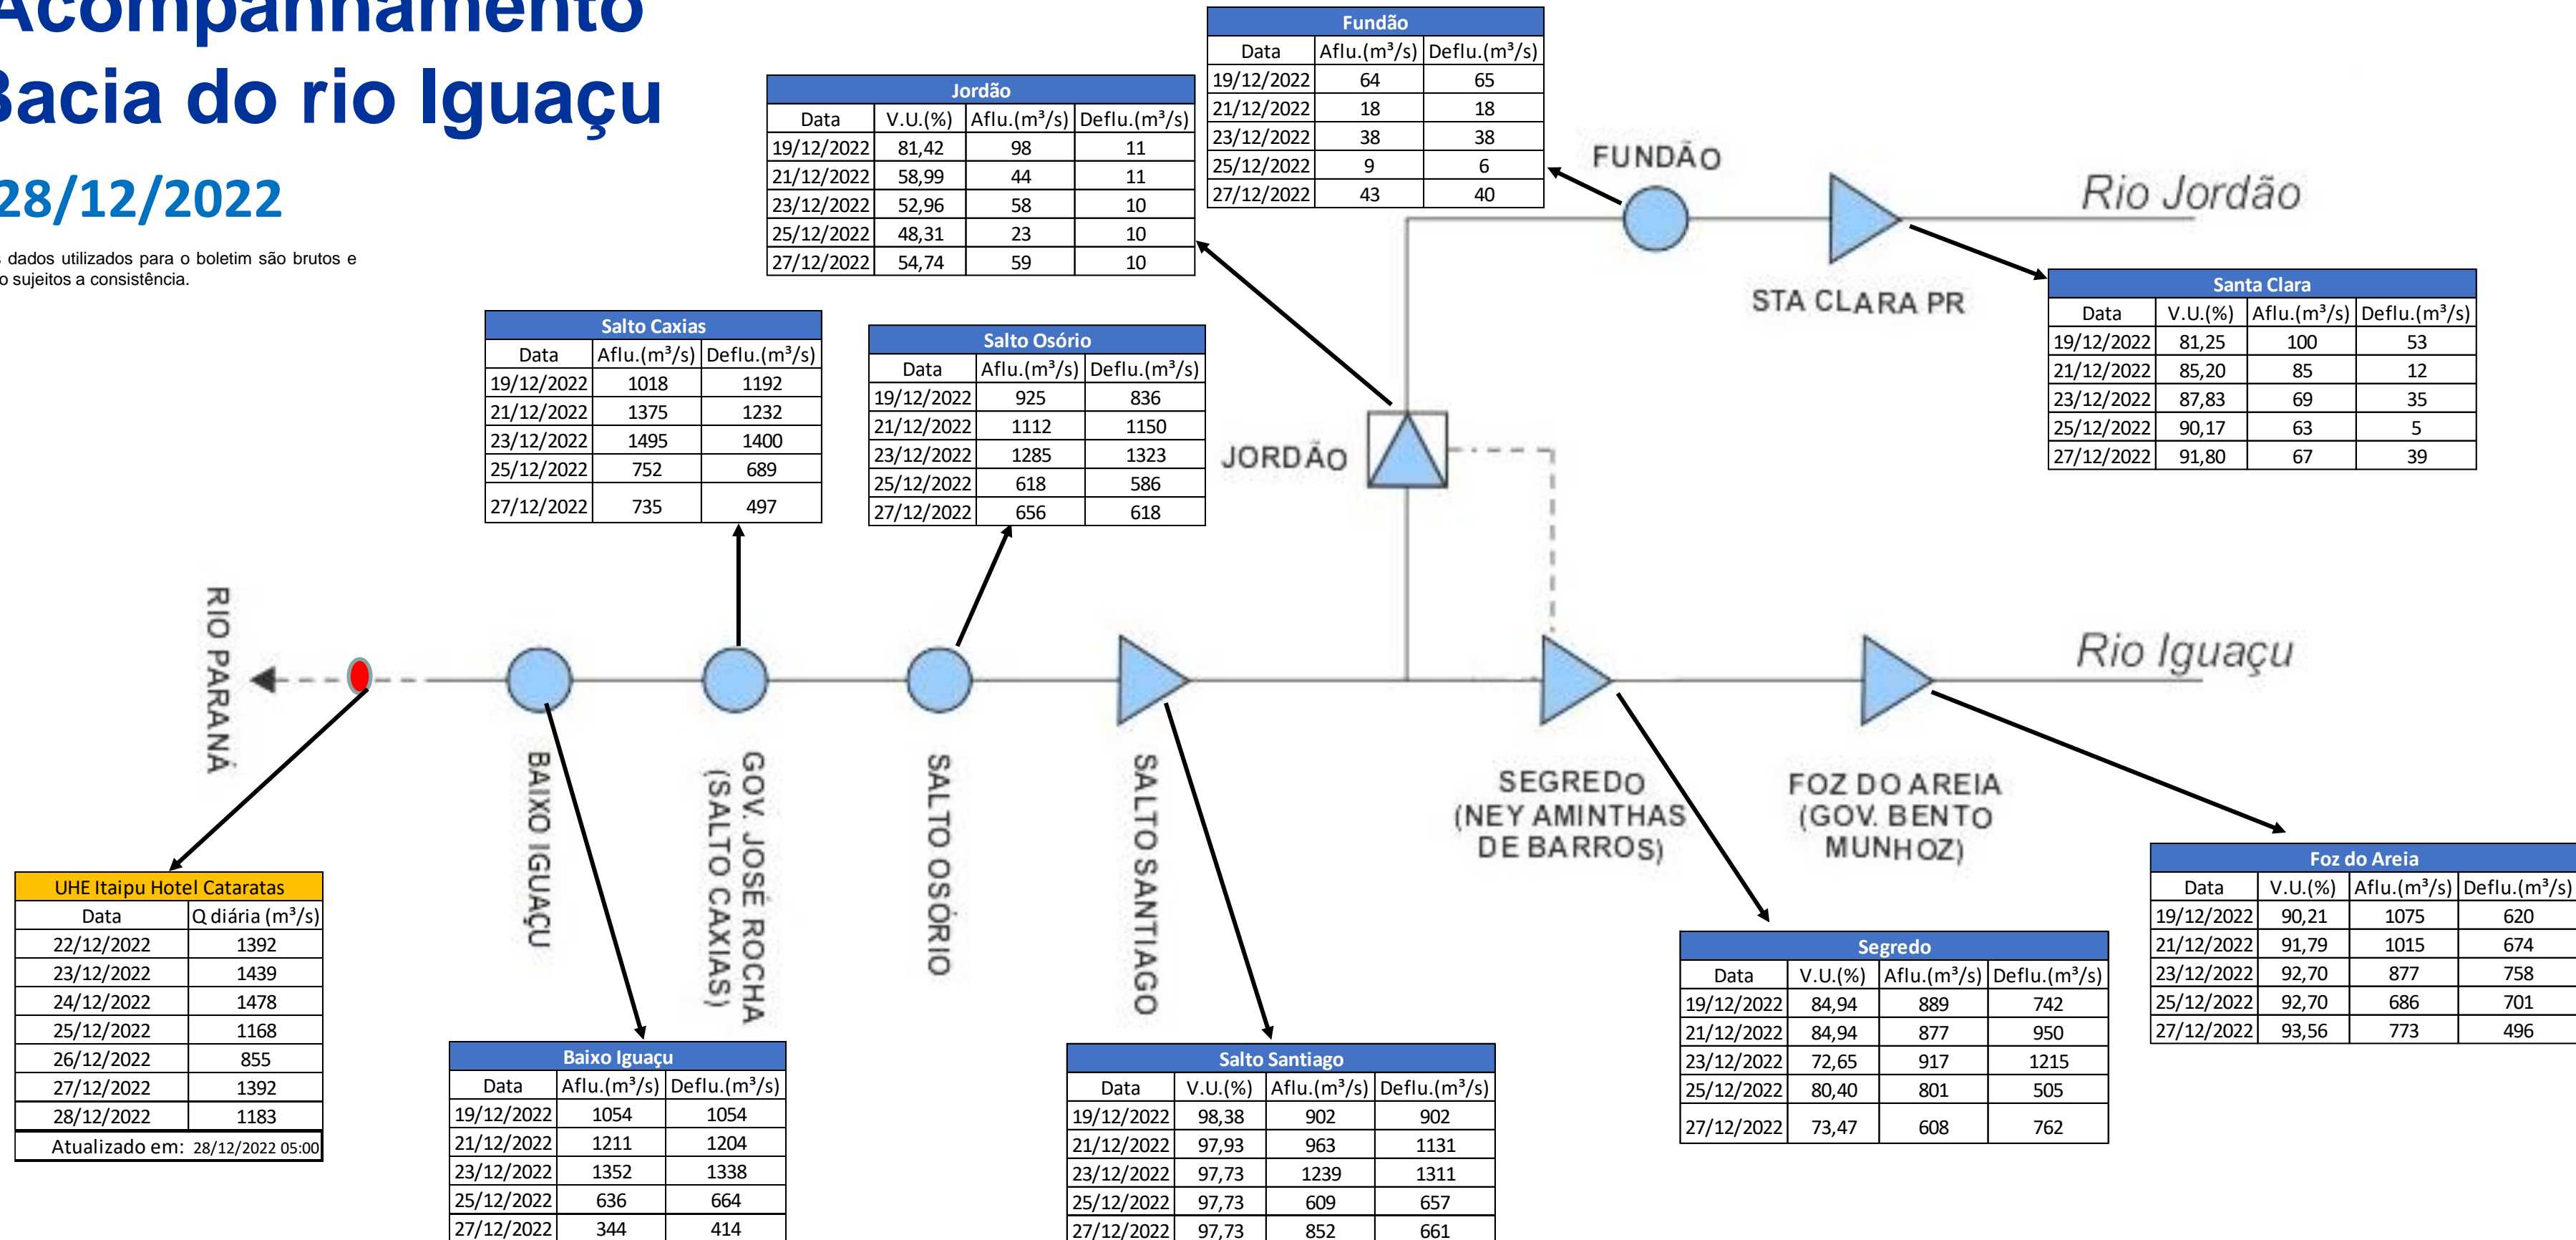 Acompanhamento
Bacia do rio Iguaçu
28/12/2022
dados utilizados para o boletim são brutos e
sujeitos a consistência.
Fundão
Data Aflu.(m³/s) Deflu.(m³/s)
19/12/2022 64 65
21/12/2022 18 18
23/12/2022 38 38
25/12/2022 9 6
27/12/2022 43 40
Jordão
Data V.U.(%) Aflu.(m³/s) Deflu.(m³/s)
19/12/2022 81,42 98 11
21/12/2022 58,99 44 11
23/12/2022 52,96 58 10
25/12/2022 48,31 23 10
27/12/2022 54,74 59 10
FUNDÃO
Rio Jordão
STA CLARA PR
Santa Clara
Data V.U.(%) Aflu.(m³/s) Deflu.(m³/s)
19/12/2022 81,25 100 53
21/12/2022 85,20 85 12
23/12/2022 87,83 69 35
25/12/2022 90,17 63 5
27/12/2022 91,80 67 39
Salto Caxias
Data Aflu.(m³/s) Deflu.(m³/s)
19/12/2022 1018 1192
21/12/2022 1375 1232
23/12/2022 1495 1400
25/12/2022 752 689
27/12/2022 735 497
Salto Osório
Data Aflu.(m³/s) Deflu.(m³/s)
19/12/2022 925 836
21/12/2022 1112 1150
23/12/2022 1285 1323
25/12/2022 618 586
27/12/2022 656 618
JORDÃO
RIO PARANÁ
Rio Iguaçu
BAIXO IGUAÇU
GOV. JOSÉ ROCHA
(SALTO CAXIAS)
SALTO OSÓRIO
SALTO SANTIAGO
SEGREDO
(NEY AMINTHAS
DE BARROS)
FOZ DO AREIA
(GOV. BENTO
MUNHOZ)
UHE Itaipu Hotel Cataratas
Data Q diária (m³/s)
22/12/2022 1392
23/12/2022 1439
24/12/2022 1478
25/12/2022 1168
26/12/2022 855
27/12/2022 1392
28/12/2022 1183
Atualizado em: 28/12/2022 05:00
Baixo Iguaçu
Data Aflu.(m³/s) Deflu.(m³/s)
19/12/2022 1054 1054
21/12/2022 1211 1204
23/12/2022 1352 1338
25/12/2022 636 664
27/12/2022 344 414
Salto Santiago
Data V.U.(%) Aflu.(m³/s) Deflu.(m³/s)
19/12/2022 98,38 902 902
21/12/2022 97,93 963 1131
23/12/2022 97,73 1239 1311
25/12/2022 97,73 609 657
27/12/2022 97,73 852 661
Segredo
Data V.U.(%) Aflu.(m³/s) Deflu.(m³/s)
19/12/2022 84,94 889 742
21/12/2022 84,94 877 950
23/12/2022 72,65 917 1215
25/12/2022 80,40 801 505
27/12/2022 73,47 608 762
Foz do Areia
Data V.U.(%) Aflu.(m³/s) Deflu.(m³/s)
19/12/2022 90,21 1075 620
21/12/2022 91,79 1015 674
23/12/2022 92,70 877 758
25/12/2022 92,70 686 701
27/12/2022 93,56 773 496